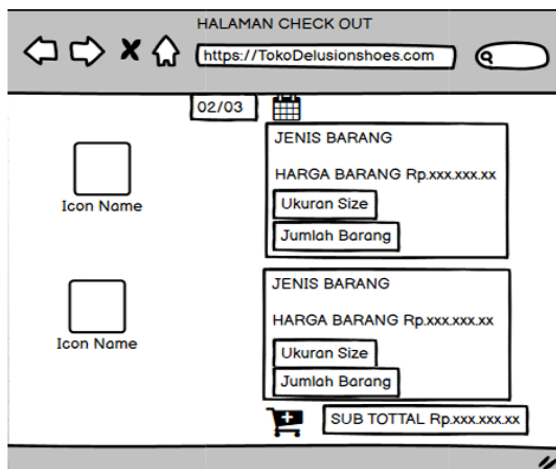 HALAMAN CHECK OUT
https://TokoDelusionshoes.com
02/03
JENIS BARANG
HARGA BARANG Rp.xxx.xxx.xx
Icon Name
Ukuran Size
Jumlah Barang
JENIS BARANG
HARGA BARANG Rp.xxx.xxx.xx
Icon Name
Ukuran Size
Jumlah Barang
SUB TOTTAL Rp.xxx.xxx.xx